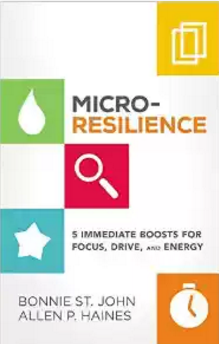 MICRO-
RESILIENCE
5 IMMEDIATE BOOSTS FOR
FOCUS, DRIVE, AND ENERGY
BONNIE ST. JOHN
ALLEN P. HAINES